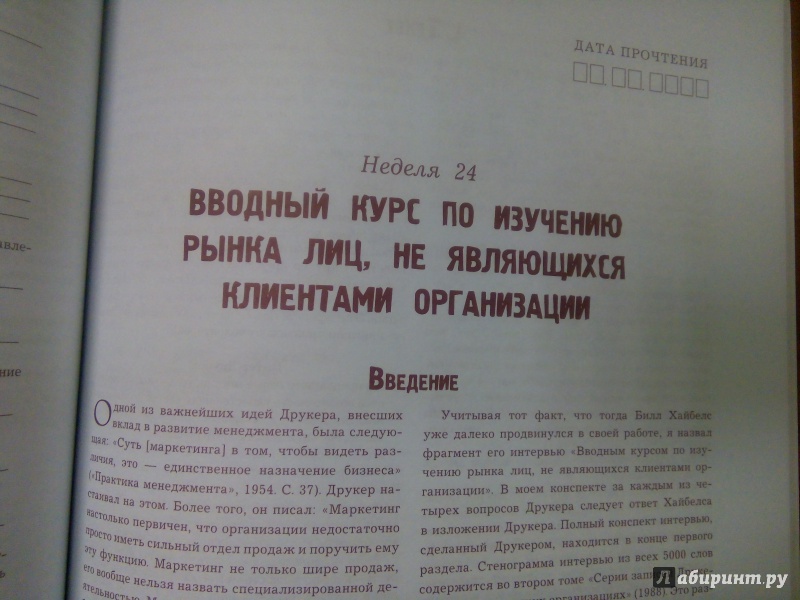 ДАТА ПРОЧТЕНИЯ
Неделя 24
ВВОДНЫЙ КУРС ПО ИЗУЧЕНИЮ
РЫНКА ЛИЦ, НЕ ЯВЛЯЮЩИХСЯ
КЛИЕНТАМИ ОРГАНИЗАЦИИ
ВВЕДЕНИЕ
Одной из важнейших идей Друкера, внесших
вклад в развитие менеджмента, была следую-
щая: «Суть [маркетинга] в том, чтобы видеть раз-
личия, это — единственное назначение бизнеса»
(«Практика менеджмента», 1954. С. 37). Друкер на-
стаивал на этом. Более того, он писал: «Маркетинг
настолько первичен, что организации недостаточно
просто иметь сильный отдел продаж и поручить ему
эту функцию. Маркетинг не только шире продаж,
его вообще нельзя назвать специализированной де-
ятельностью.
Учитывая тот факт, что тогда Билл Хайбелс
уже далеко продвинулся в своей работе, я назвал
фрагмент его интервью «Вводным курсом по изу-
чению рынка лиц, не являющихся клиентами ор-
ганизации». В моем конспекте за каждым из че-
тырех вопросов Друкера следует ответ Хайбелса
в изложении Друкера. Полный конспект интервью,
сделанный Друкером, находится в конце первого
раздела. Стенограмма интервью из всех 5000 слов
содержится во втором томе «Серии
организациях» (1988)
авле-
ние
Лабиринт.ру